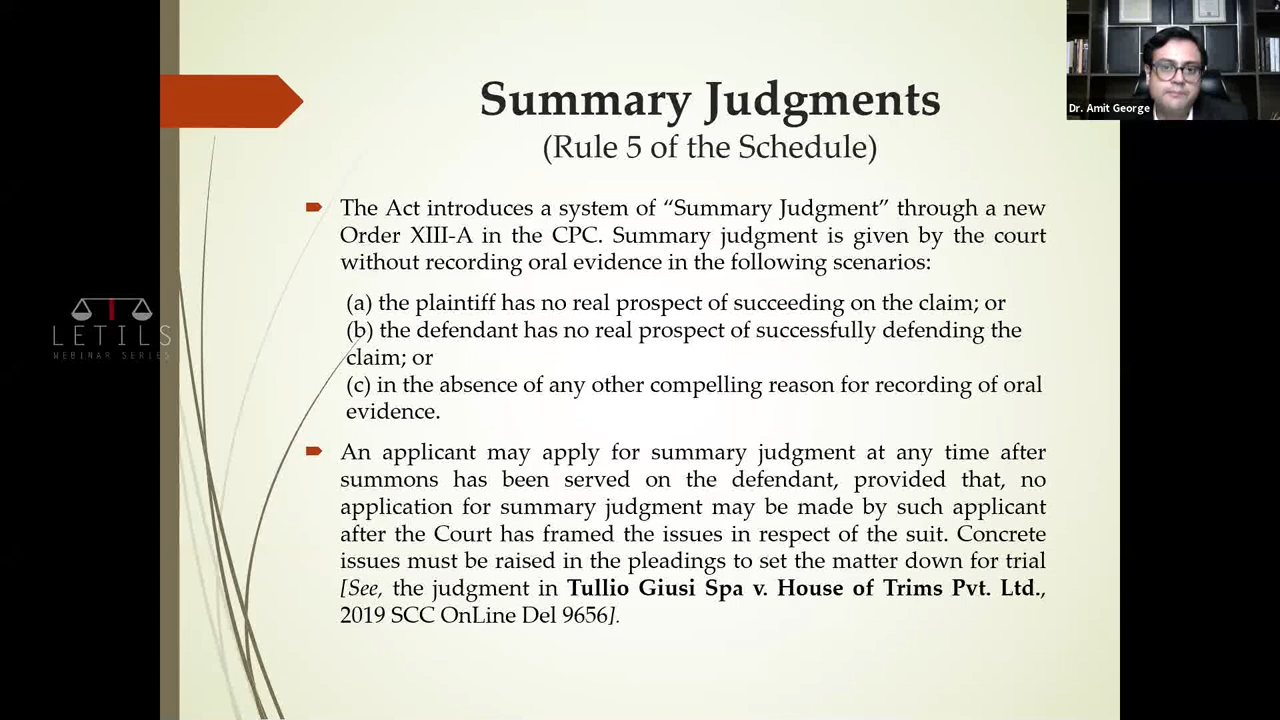 Summary Judgments
(Rule 5 of the Schedule)
The Act introduces a system of “Summary Judgment” through a new
Order XIII-A in the CPC. Summary judgment is given by the court
without recording oral evidence in the following scenarios:
(a) the plaintiff has no real prospect of succeeding on the claim; or
(b) the defendant has no real prospect of successfully defending the
claim; or
(c) in the absence of any other compelling reason for recording of oral
evidence.
An applicant may apply for summary judgment at any time after
summons has been served on the defendant, provided that, no
application for summary judgment may be made by such applicant
after the Court has framed the issues in respect of the suit. Concrete
issues must be raised in the pleadings to set the matter down for trial
[See, the judgment in Tullio Giusi Spa v. House of Trims Pvt. Ltd.,
2019 SCC OnLine Del 9656].
Dr. Amit George
LETILS
WEBINAR SERIES